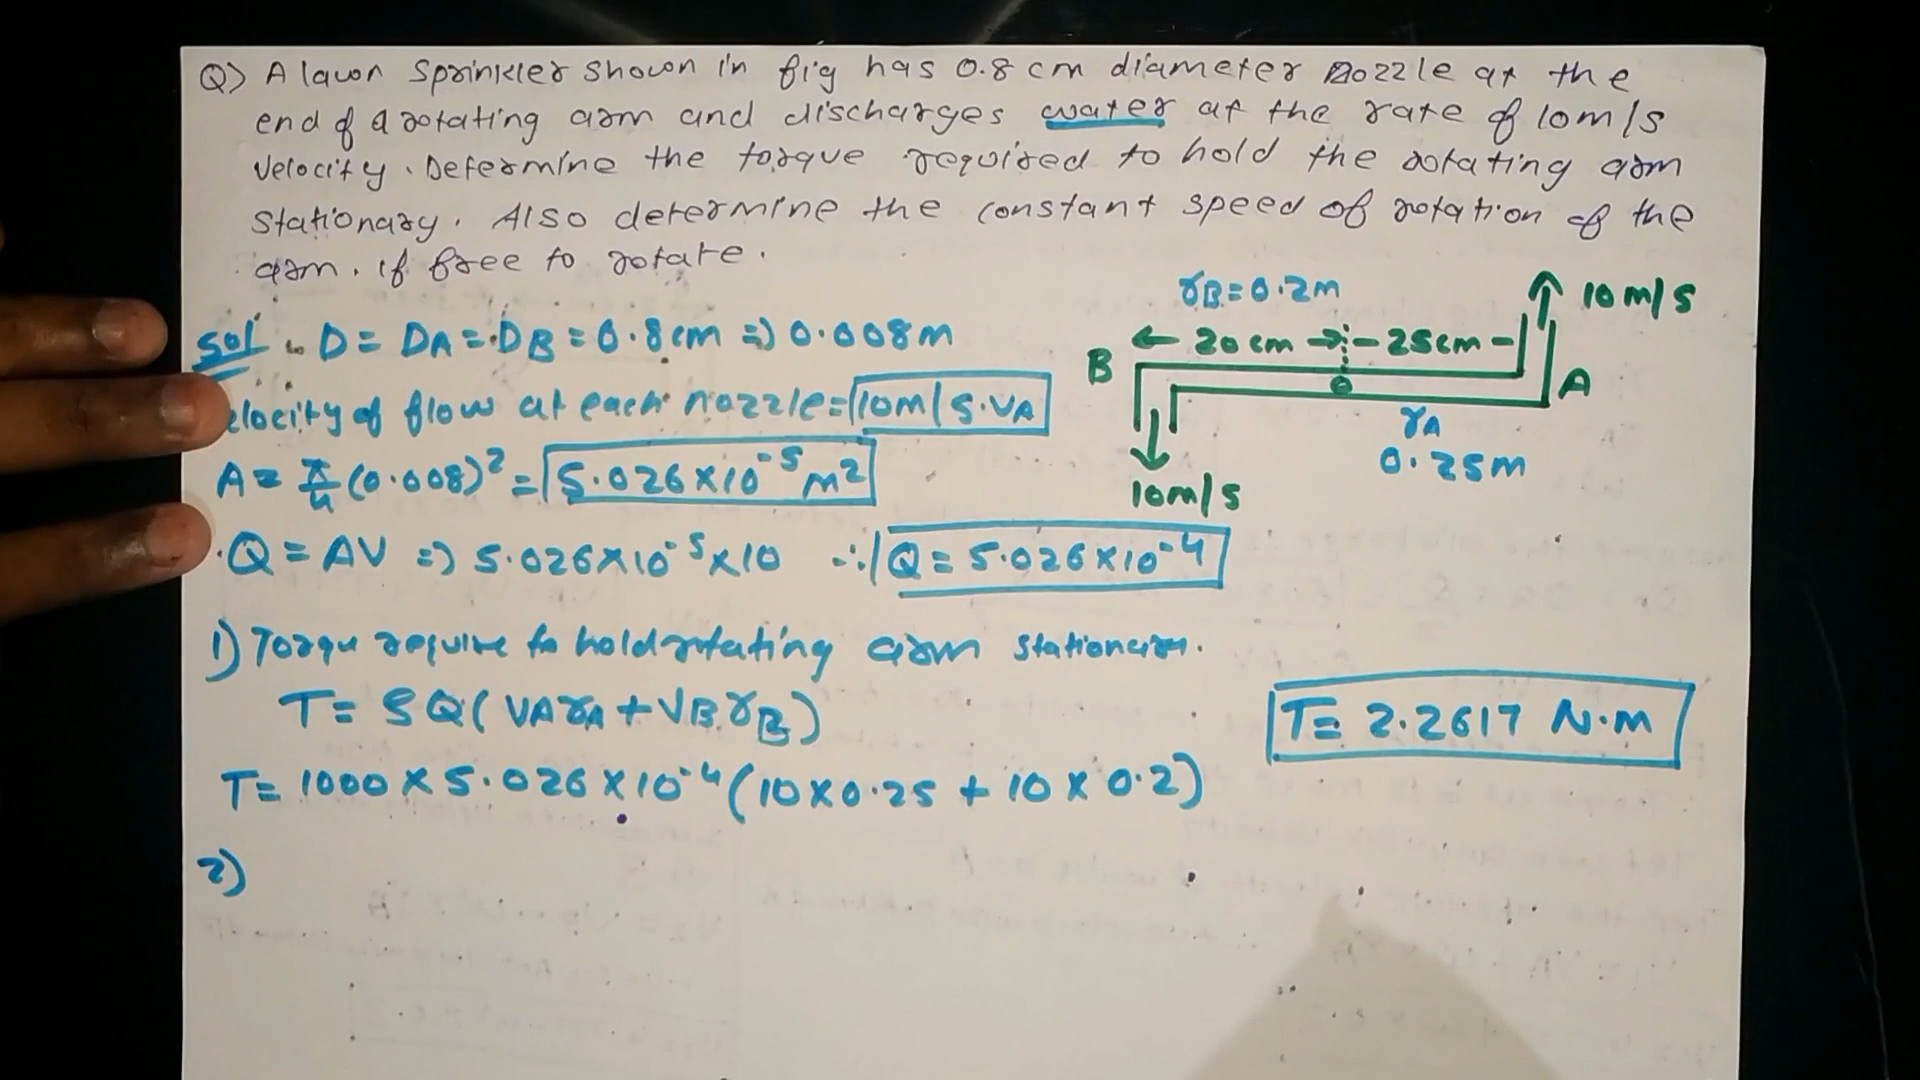 Q> A lawn sprinkler shown in fig has 0.8 cm diameter nozzle at the
end of a rotating arm and discharges water at the rate of 10m/s
velocity. Determine the torque required to hold the rotating arm
stationary. Also determine the constant speed of rotation of the
arm. if free to rotate.
rB=0.2m
10m/s
20cm
25cm
B
A
rA
0.25m
10m/s
Sol. D = DA = DB = 0.8cm => 0.008m
elocity of flow at each nozzle = 10m/s.VA
A = π/4 (0.008)² = 5.026×10⁻⁵m²
Q = AV => 5.026×10⁻⁵×10 ∴ Q = 5.026×10⁻⁴
1) Torque require to hold rotating arm stationary.
T = ρQ(VArA+VBrB)
T= 2.2617 N.m
T= 1000×5.026×10⁻⁴(10×0.25 + 10×0.2)
2)